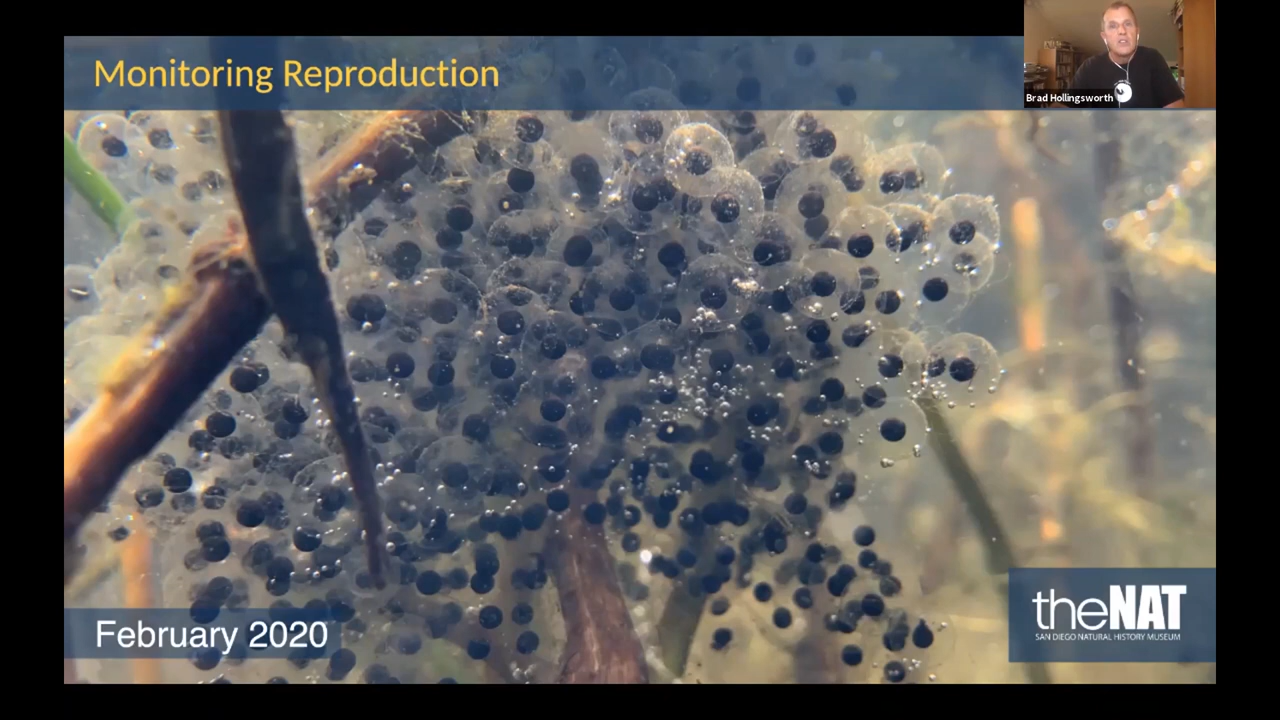 Monitoring Reproduction
Brad Hollingsworth
February 2020
theNAT
SAN DIEGO NATURAL HISTORY MUSEUM